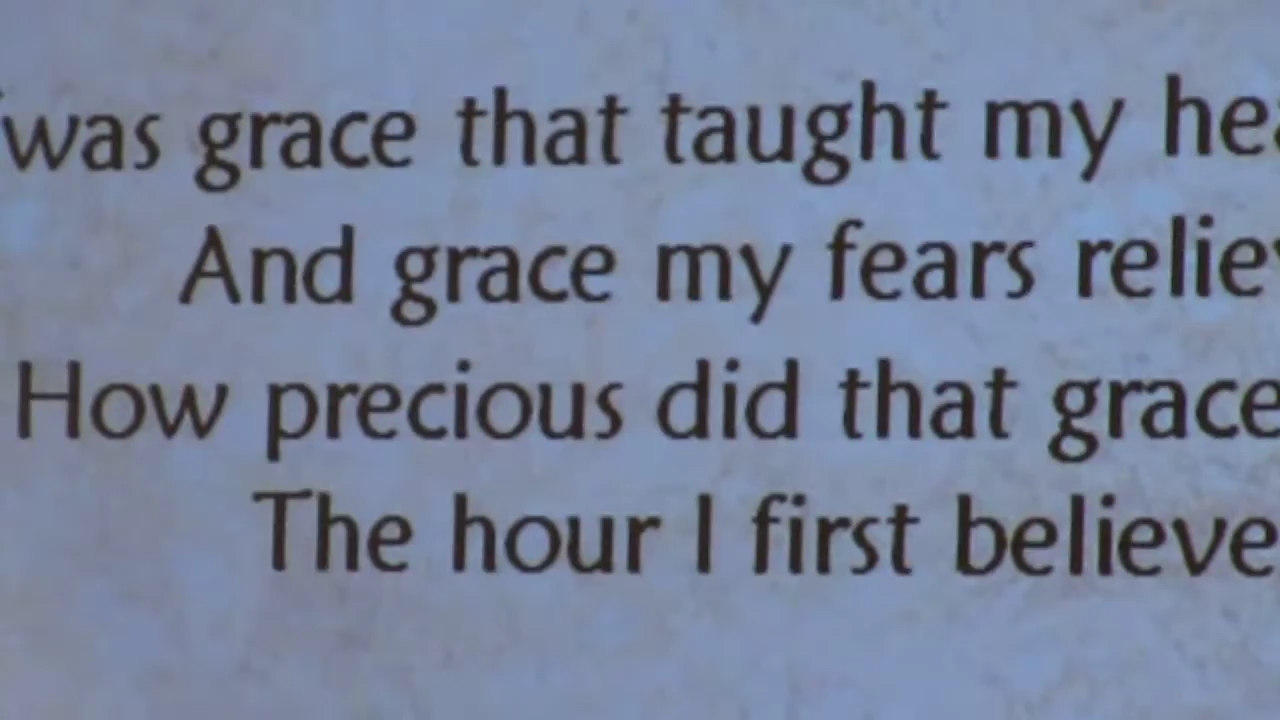 'was grace that taught my hea
And grace my fears reliev
How precious did that grace
The hour I first believe